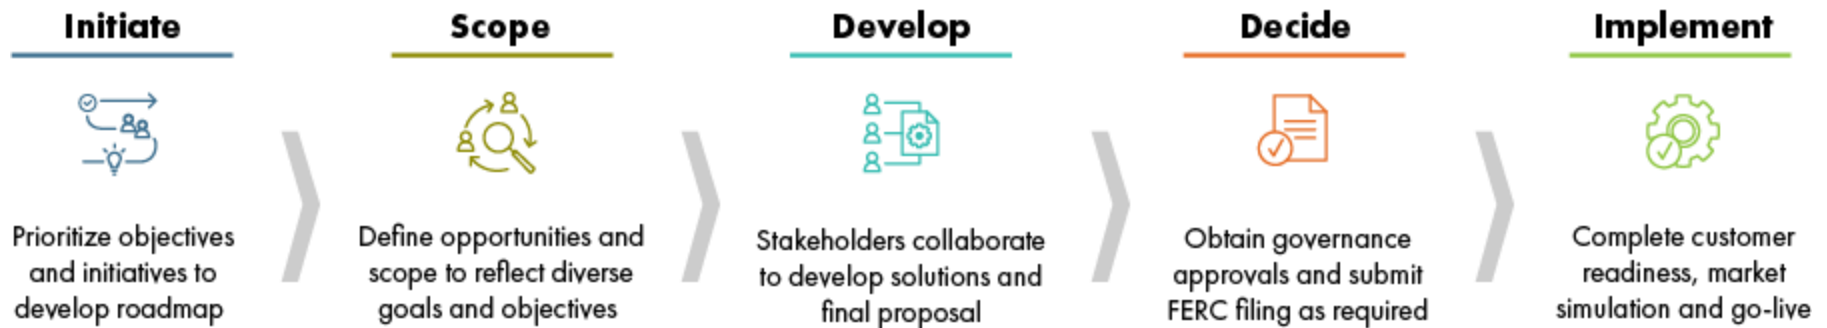 Initiate
Prioritize objectives
and initiatives to
develop roadmap
Scope
Define opportunities and
scope to reflect diverse
goals and objectives
Develop
Stakeholders collaborate
to develop solutions and
final proposal
Decide
Obtain governance
approvals and submit
FERC filing as required
Implement
Complete customer
readiness, market
simulation and go-live